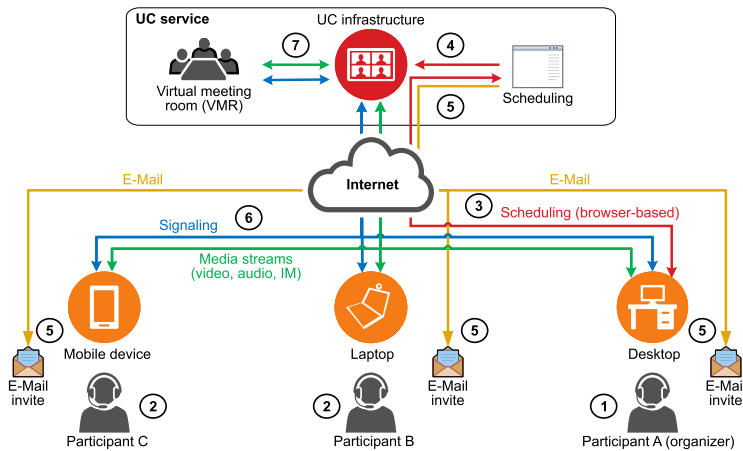 UC service
UC infrastructure
7
4
Virtual meeting
room (VMR)
5
Scheduling
E-Mail
Internet
E-Mail
3
6
Signaling
Scheduling (browser-based)
Media streams
(video, audio, IM)
5
5
5
Mobile device
Laptop
Desktop
E-Mail
invite
E-Mail
invite
E-Mai
invite
2
2
1
Participant C
Participant B
Participant A (organizer)